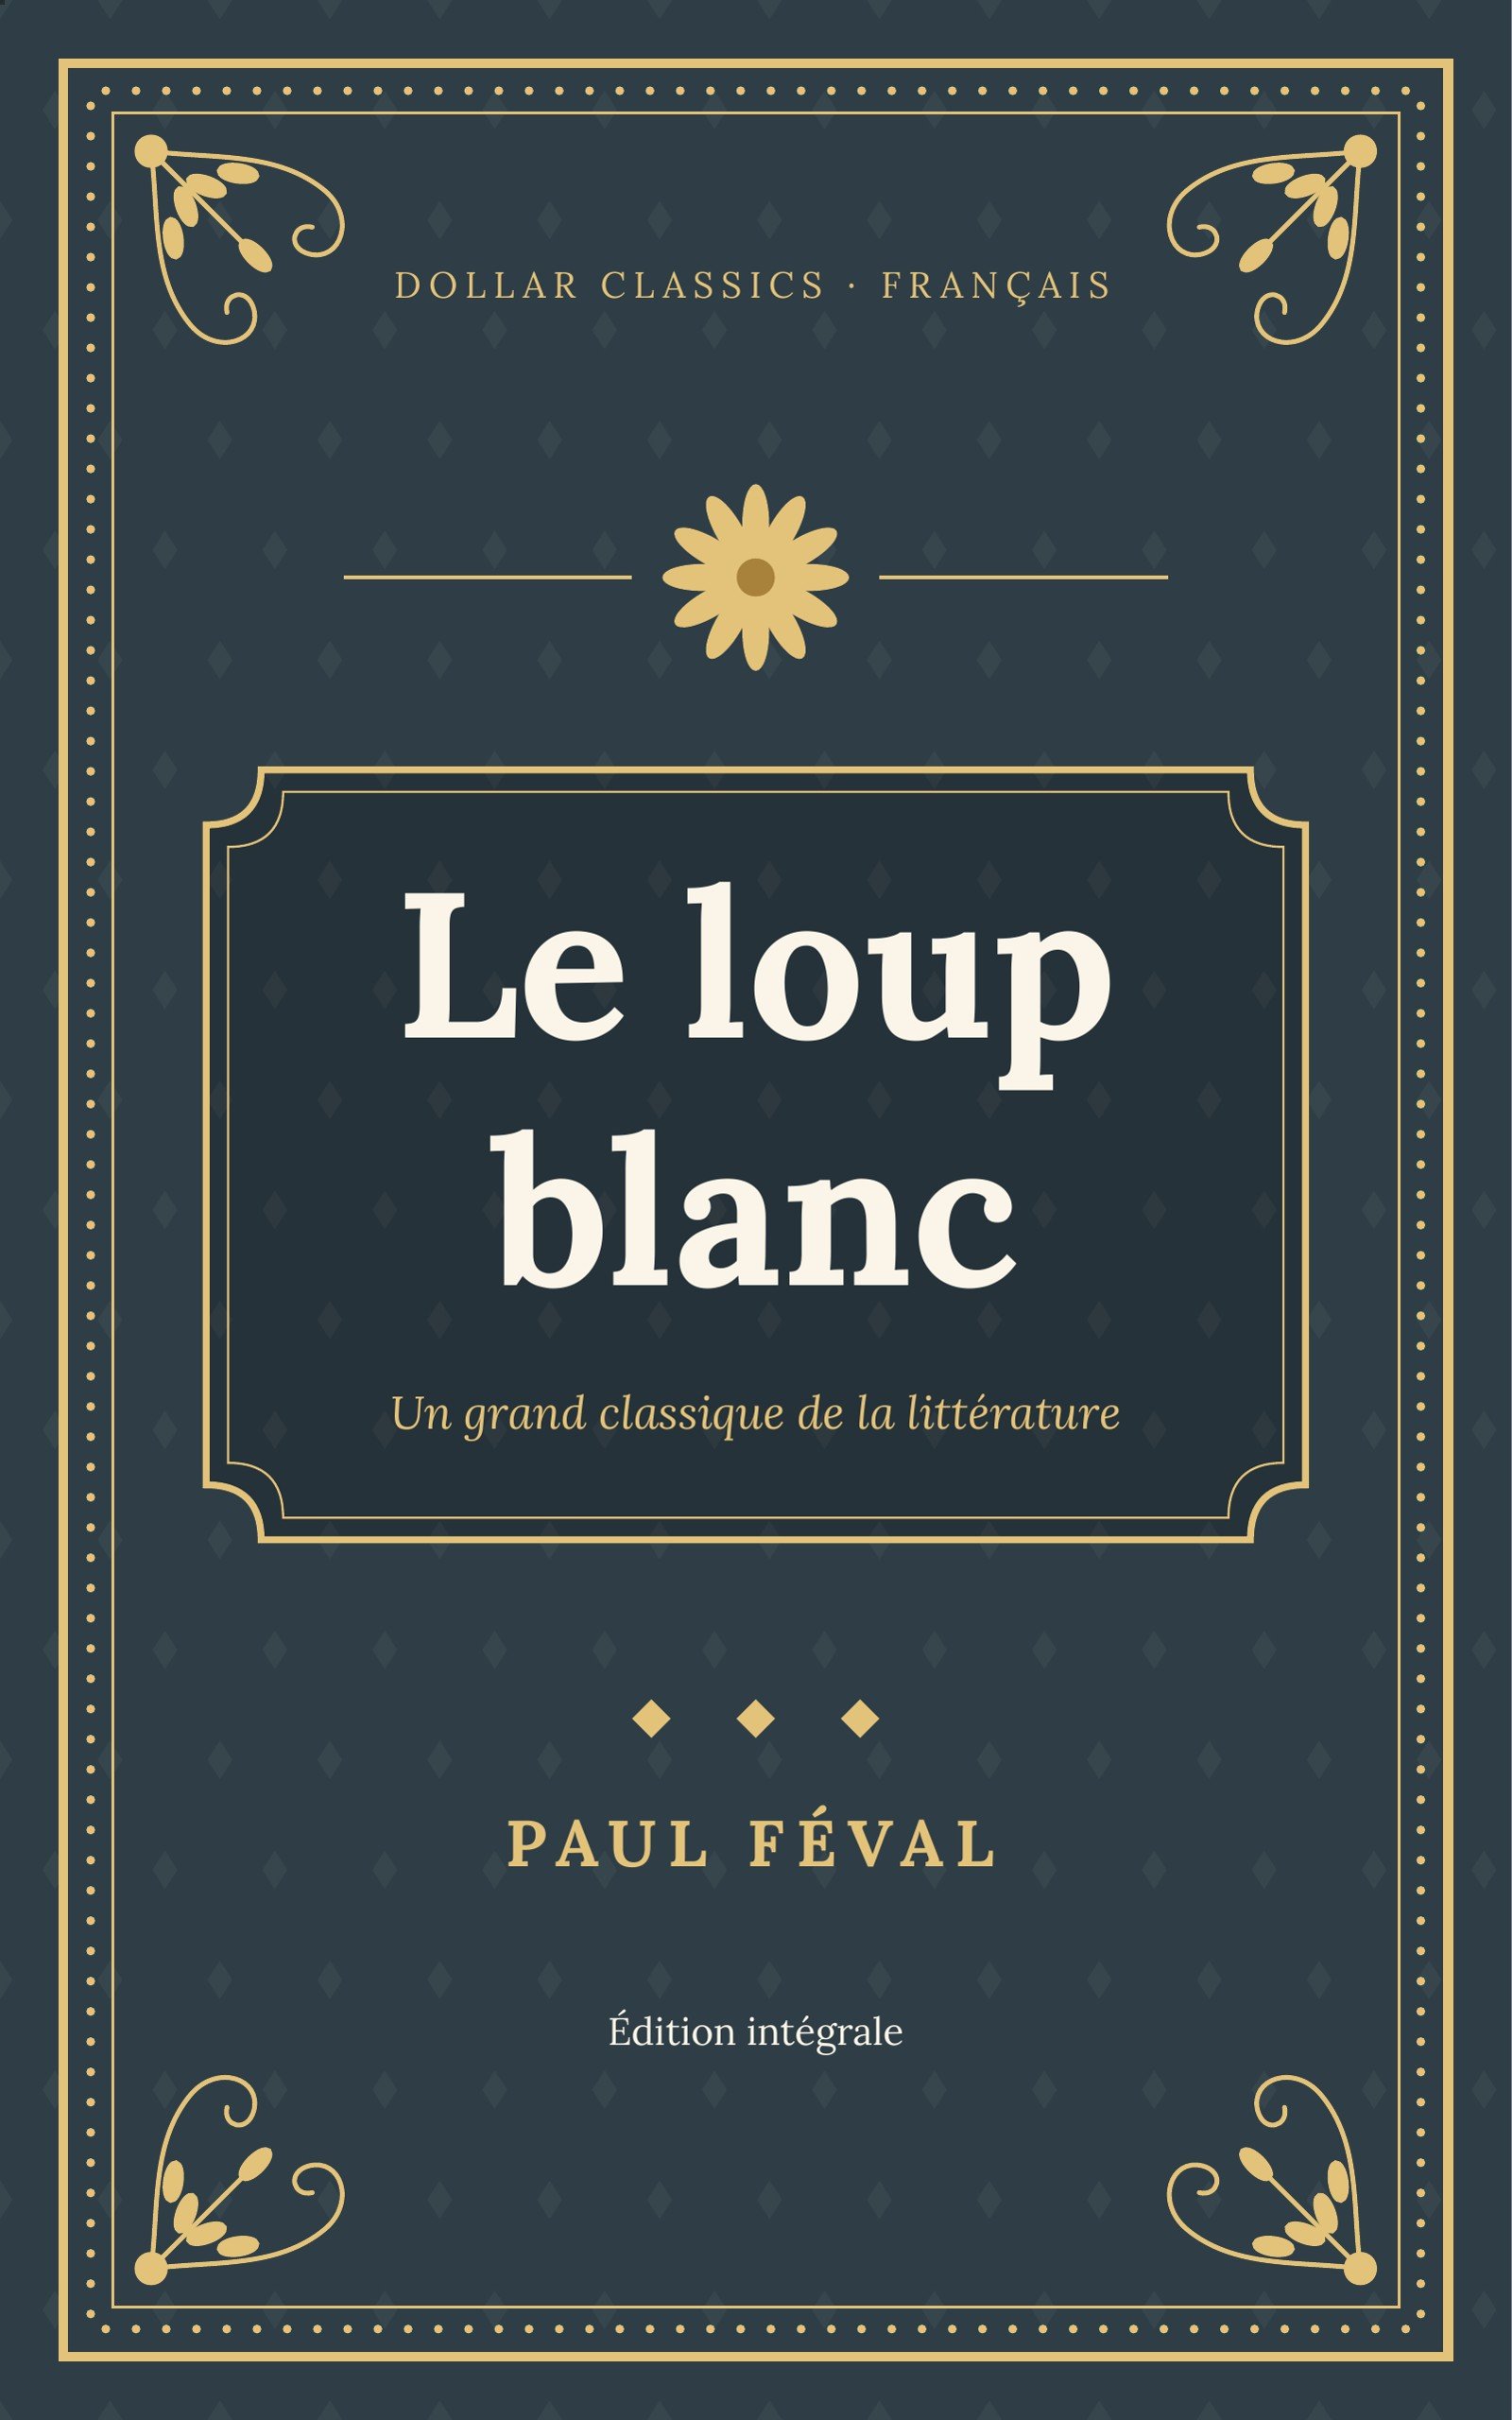 DOLLAR CLASSICS · FRANÇAIS
Le loup
blanc
Un grand classique de la littérature
PAUL FÉVAL
Édition intégrale